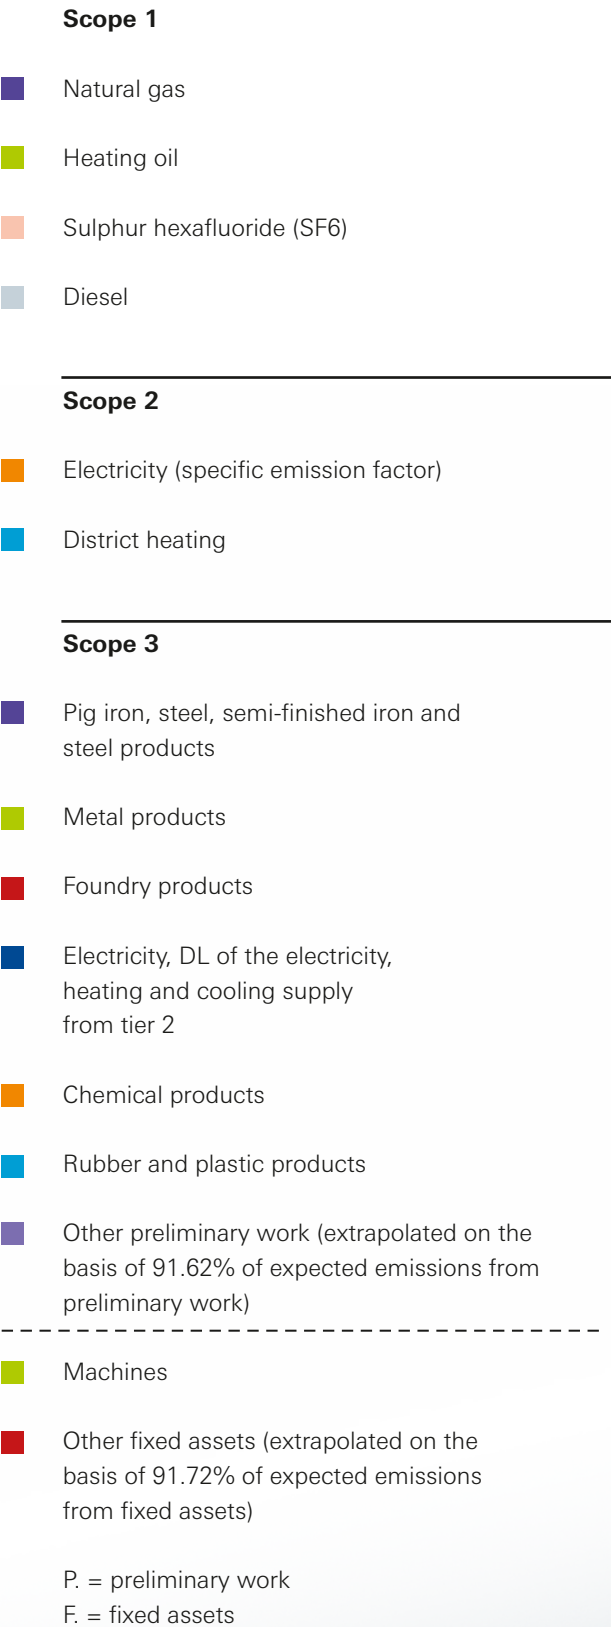 Scope 1
Natural gas
Heating oil
Sulphur hexafluoride (SF6)
Diesel
Scope 2
Electricity (specific emission factor)
District heating
Scope 3
Pig iron, steel, semi-finished iron and
steel products
Metal products
Foundry products
Electricity, DL of the electricity,
heating and cooling supply
from tier 2
Chemical products
Rubber and plastic products
Other preliminary work (extrapolated on the
basis of 91.62% of expected emissions from
preliminary work)
Machines
Other fixed assets (extrapolated on the
basis of 91.72% of expected emissions
from fixed assets)
P. = preliminary work
F. = fixed assets